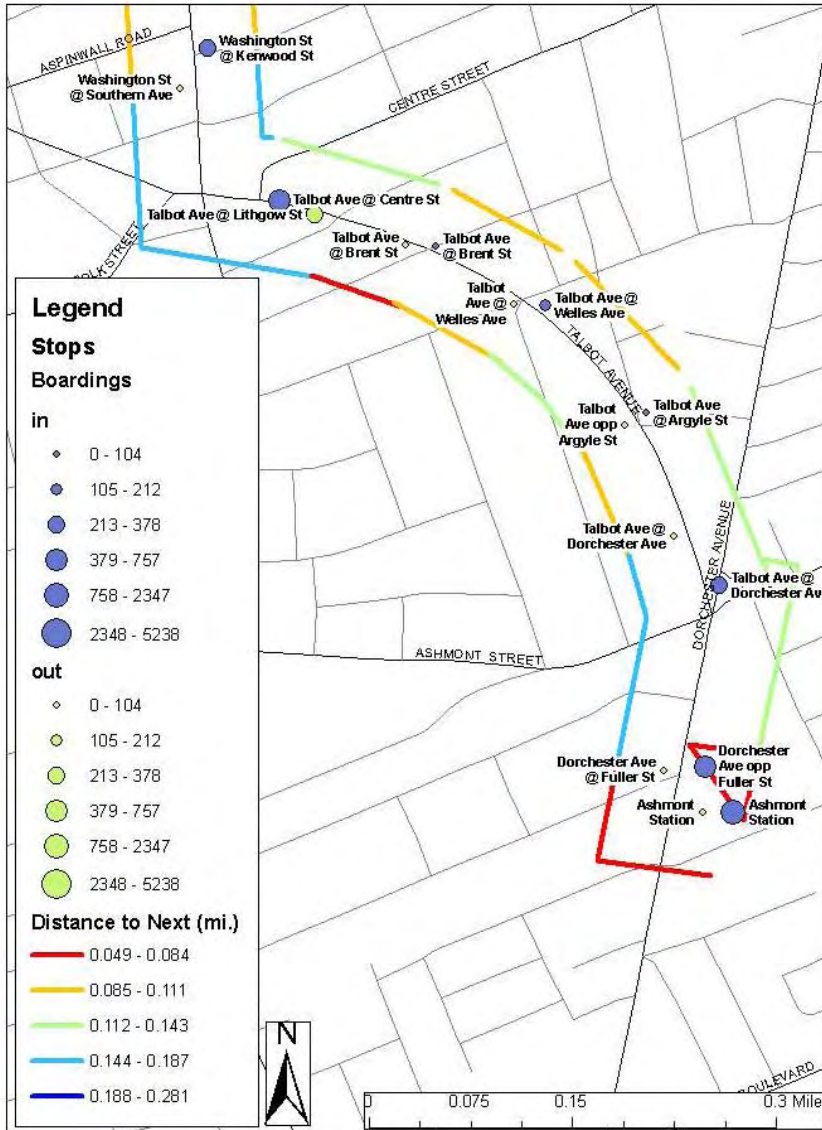 ASPINWALL ROAD
Washington St
@ Kenwood St
Washington St
@ Southern Ave
CENTRE STREET
Talbot Ave @ Centre St
Talbot Ave @ Lithgow St
Talbot Ave
@ Brent St
Talbot Ave
@ Brent St
Talbot
Ave @
Welles Ave
Talbot Ave @
Welles Ave
TALBOT AVENUE
Talbot Ave
@ Argyle St
Talbot
Ave opp
Argyle St
Talbot Ave @
Dorchester Ave
DORCHESTER AVENUE
Talbot Ave @
Dorchester Av
ASHMONT STREET
Dorchester Ave
@ Fuller St
Dorchester
Ave opp
Fuller St
Ashmont
Station
Ashmont
Station
OLK STREET
Legend
Stops
Boardings
in
0 - 104
105 - 212
213 - 378
379 - 757
758 - 2347
2348 - 5238
out
0 - 104
105 - 212
213 - 378
379 - 757
758 - 2347
2348 - 5238
Distance to Next (mi.)
0.049 - 0.084
0.085 - 0.111
0.112 - 0.143
0.144 - 0.187
0.188 - 0.281
N
OULEVARD
0 0.075 0.15 0.3 Mile